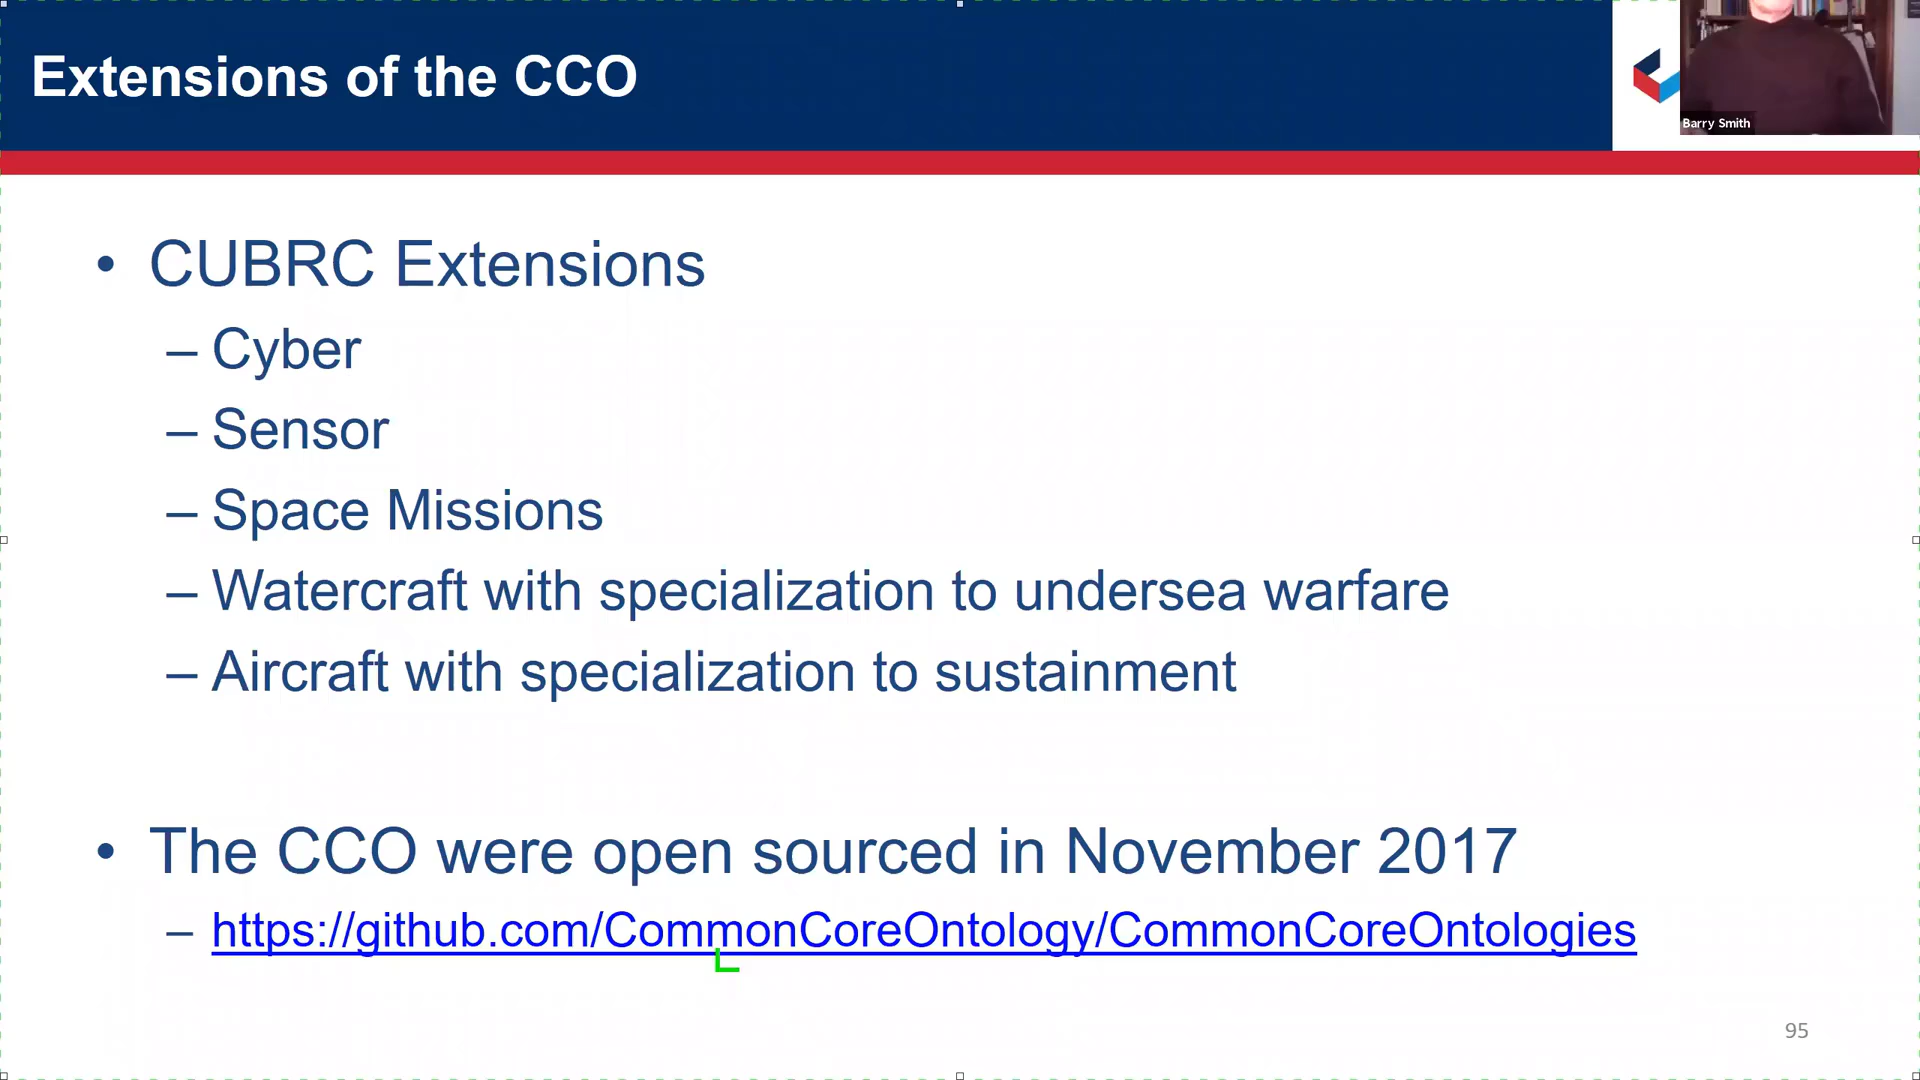 Extensions of the CCO
Barry Smith
• CUBRC Extensions
– Cyber
– Sensor
– Space Missions
– Watercraft with specialization to undersea warfare
– Aircraft with specialization to sustainment
• The CCO were open sourced in November 2017
– https://github.com/CommonCoreOntology/CommonCoreOntologies
95